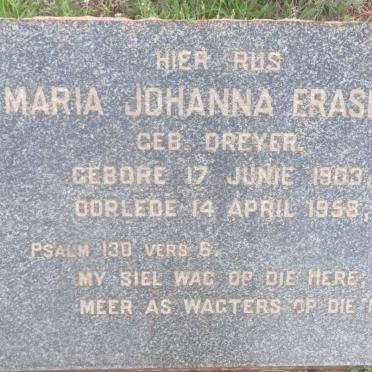 HIER RUS
MARIA JOHANNA ERAS
GEB. DREYER.
GEBORE 17 JUNIE 1903
OORLEDE 14 APRIL 1958,
PSALM 130 VERS 6.
MY SIEL WAG OP DIE HERE,
MEER AS WAGTERS OP DIE